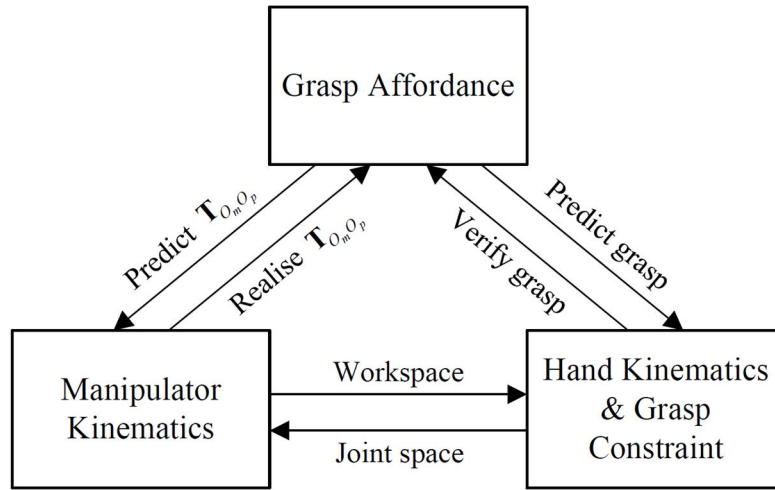 Grasp Affordance
Predict T_{O_m O_p}
Realise T_{O_m O_p}
Verify grasp
Predict grasp
Manipulator
Kinematics
Workspace
Joint space
Hand Kinematics
& Grasp
Constraint